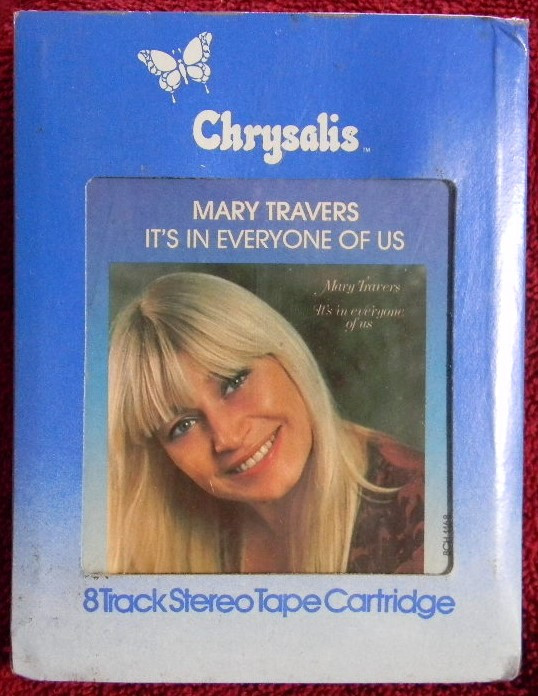 Chrysalis™
MARY TRAVERS
IT'S IN EVERYONE OF US
Mary Travers
It's in everyone
of us
8 Track Stereo Tape Cartridge